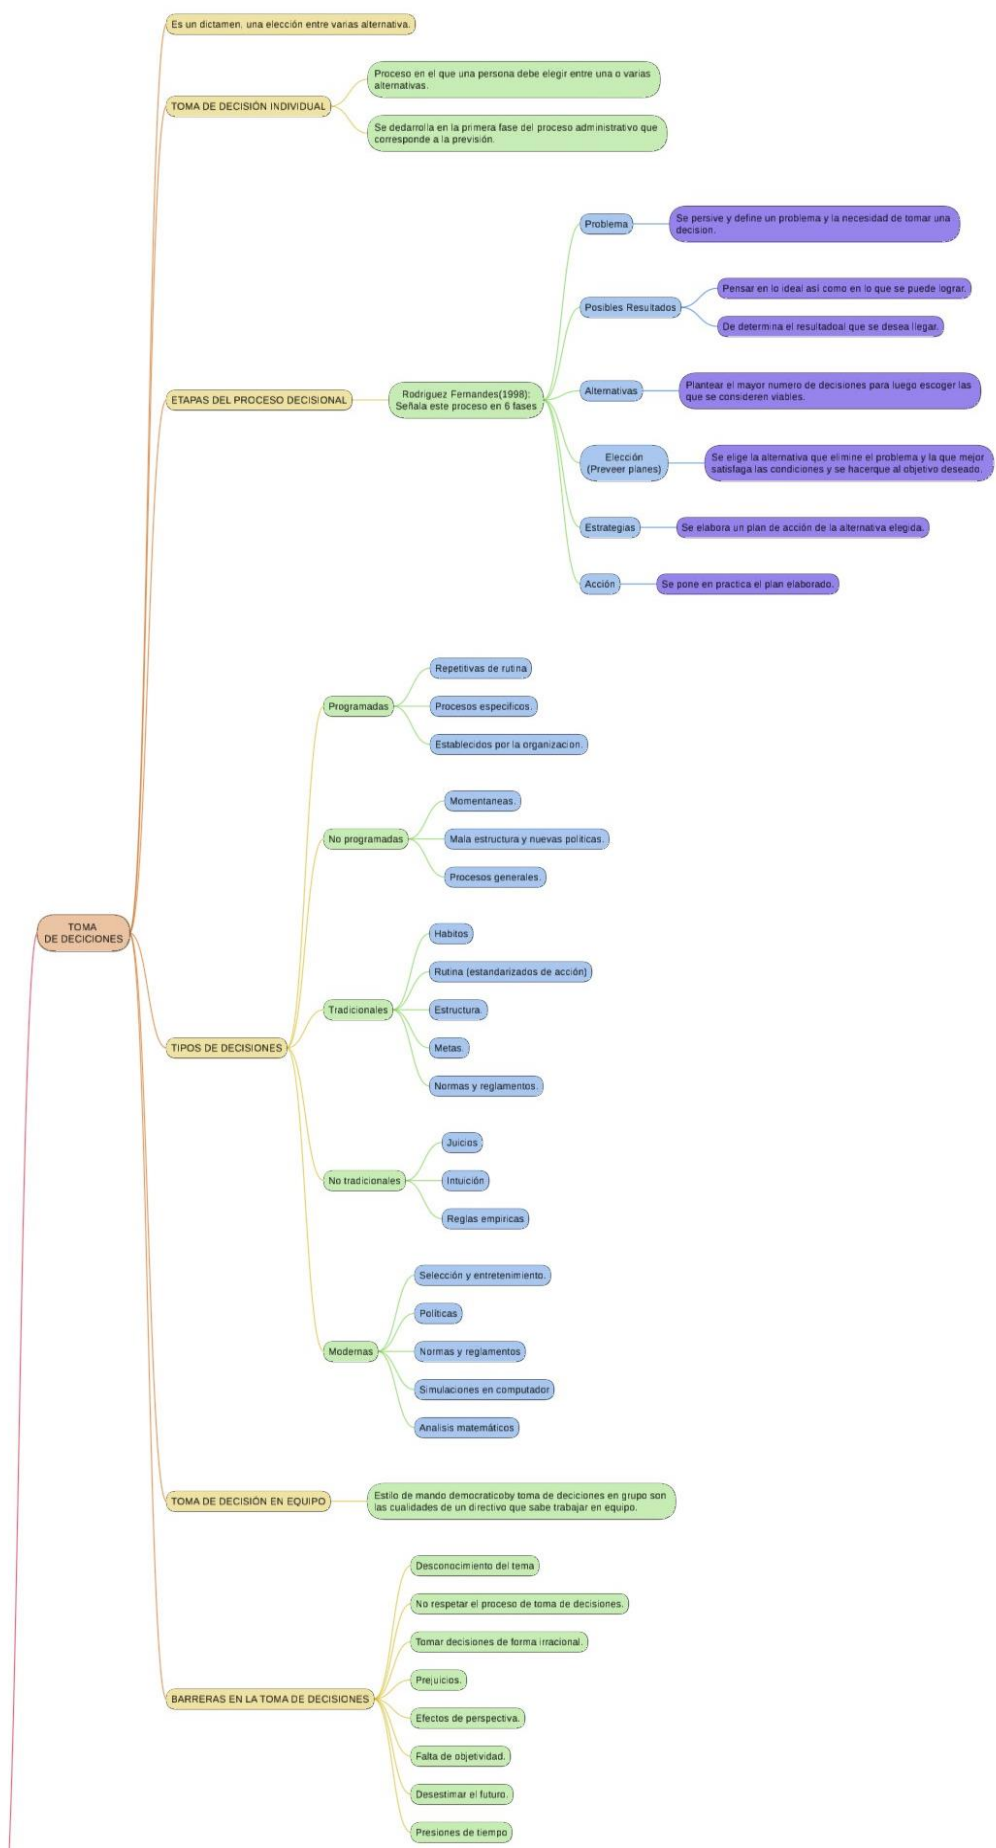 Es un dictamen, una elección entre varias alternativa.
TOMA DE DECISIÓN INDIVIDUAL
Proceso en el que una persona debe elegir entre una o varias
alternativas.
Se dedarrolla en la primera fase del proceso administrativo que
corresponde a la previsión.
ETAPAS DEL PROCESO DECISIONAL
Rodriguez Fernandes(1998):
Señala este proceso en 6 fases
Problema
Se persive y define un problema y la necesidad de tomar una
decision.
Posibles Resultados
Pensar en lo ideal así como en lo que se puede lograr.
De determina el resultadoal que se desea llegar.
Alternativas
Plantear el mayor numero de decisiones para luego escoger las
que se consideren viables.
Elección
(Preveer planes)
Se elige la alternativa que elimine el problema y la que mejor
satisfaga las condiciones y se hacerque al objetivo deseado.
Estrategias
Se elabora un plan de acción de la alternativa elegida.
Acción
Se pone en practica el plan elaborado.
TOMA
DE DECICIONES
TIPOS DE DECISIONES
Programadas
Repetitivas de rutina
Procesos específicos.
Establecidos por la organizacion.
No programadas
Momentaneas.
Mala estructura y nuevas politicas.
Procesos generales.
Tradicionales
Habitos
Rutina (estandarizados de acción)
Estructura.
Metas.
Normas y reglamentos.
No tradicionales
Juicios
Intuición
Reglas empiricas
Modernas
Selección y entretenimiento.
Políticas
Normas y reglamentos
Simulaciones en computador
Analisis matemáticos
TOMA DE DECISIÓN EN EQUIPO
Estilo de mando democraticoby toma de deciciones en grupo son
las cualidades de un directivo que sabe trabajar en equipo.
BARRERAS EN LA TOMA DE DECISIONES
Desconocimiento del tema
No respetar el proceso de toma de decisiones.
Tomar decisiones de forma irracional.
Prejuicios.
Efectos de perspectiva.
Falta de objetividad.
Desestimar el futuro.
Presiones de tiempo